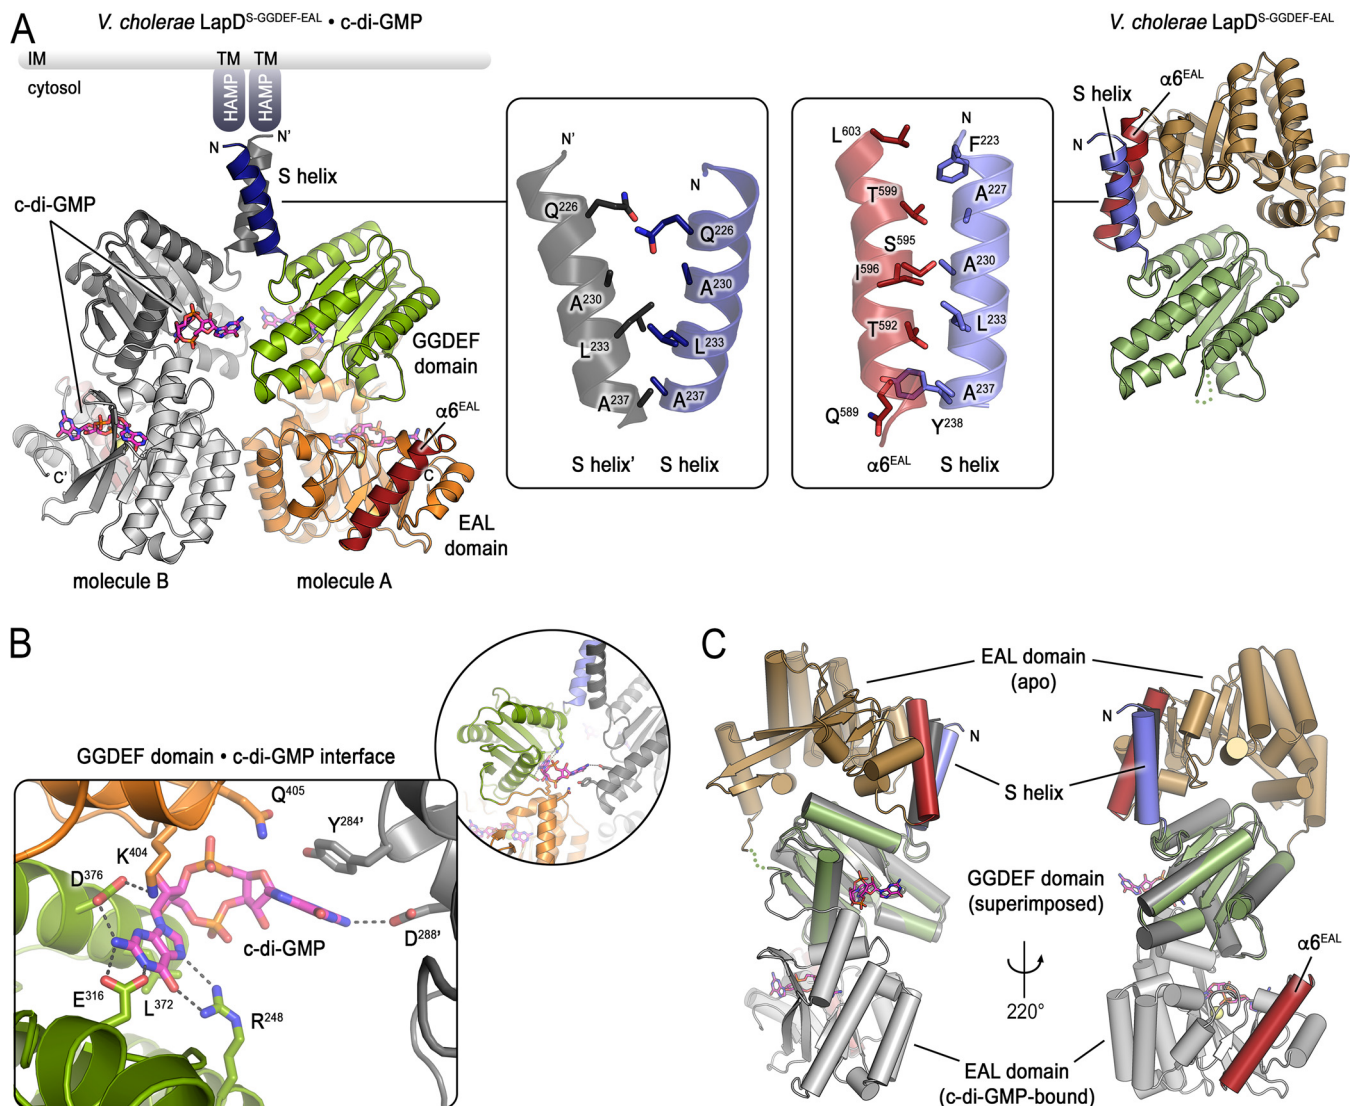 A
V. cholerae LapD^S-GGDEF-EAL • c-di-GMP
IM
TM
TM
cytosol
HAMP
HAMP
N
N'
S helix
c-di-GMP
GGDEF
domain
α6^EAL
C'
C
EAL
domain
molecule B
molecule A
N'
N
Q^226
Q^226
A^230
A^230
L^233
L^233
A^237
A^237
S helix'
S helix
N
L^603
F^223
T^599
A^227
S^595
I^596
A^230
T^592
L^233
A^237
Q^589
Y^238
α6^EAL
S helix
V. cholerae LapD^S-GGDEF-EAL
α6^EAL
S helix
N
B
GGDEF domain • c-di-GMP interface
Q^405
Y^284'
K^404
D^376
c-di-GMP
D^288'
E^316
L^372
R^248
C
EAL domain
(apo)
N
N
S helix
GGDEF domain
(superimposed)
220°
α6^EAL
EAL domain
(c-di-GMP-bound)